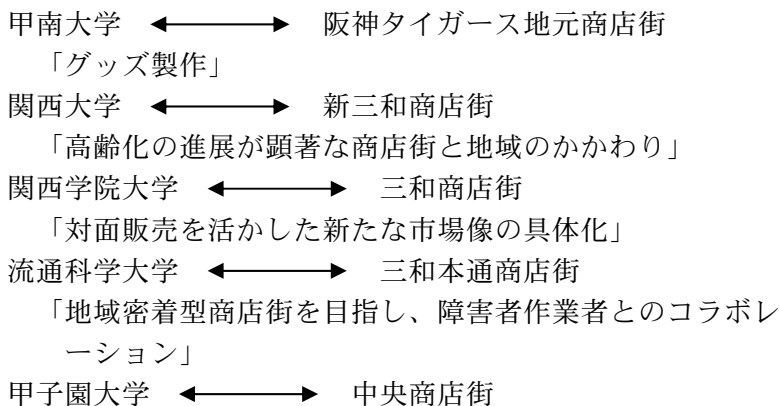 甲南大学 ←→ 阪神タイガース地元商店街
「グッズ製作」
関西大学 ←→ 新三和商店街
「高齢化の進展が顕著な商店街と地域のかかわり」
関西学院大学 ←→ 三和商店街
「対面販売を活かした新たな市場像の具体化」
流通科学大学 ←→ 三和本通商店街
「地域密着型商店街を目指し、障害者作業者とのコラボレ
ーション」
甲子園大学 ←→ 中央商店街